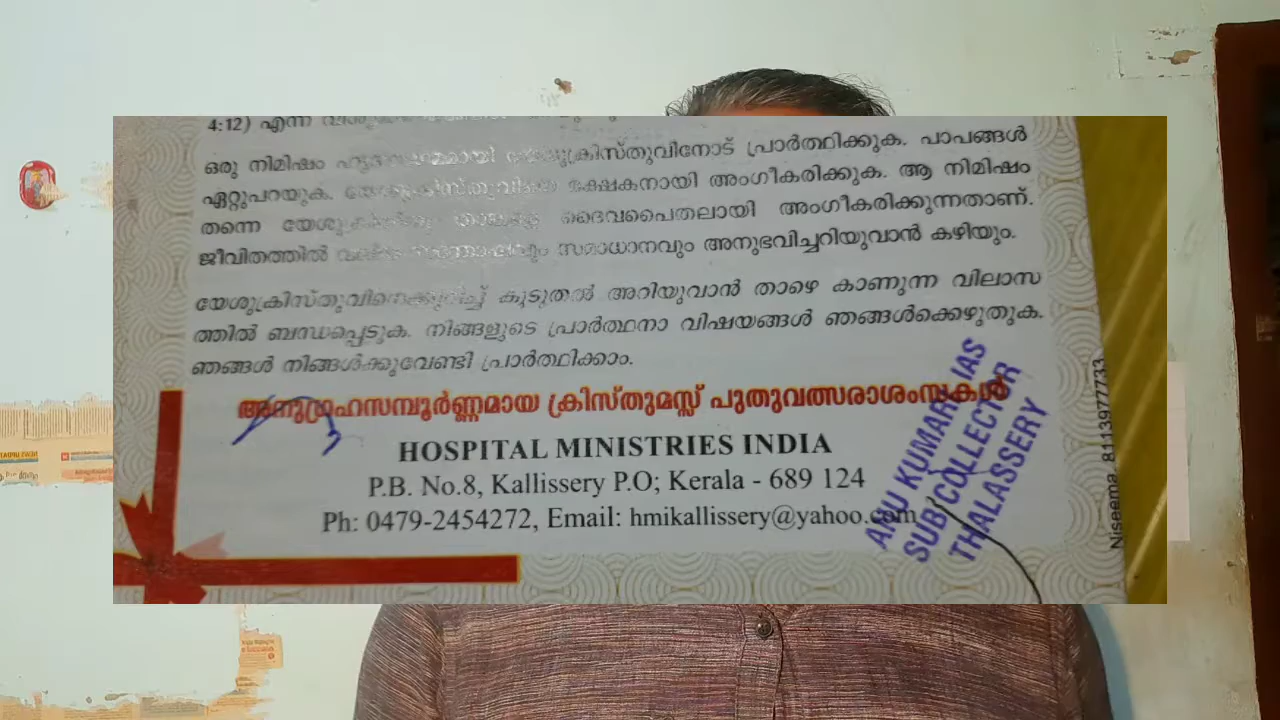 4:12) എന്ന
ഒരു നിമിഷം യേശുക്രിസ്തുവിനോട് പ്രാർത്ഥിക്കുക. പാപങ്ങൾ
ഏറ്റുപറയുക. യേശുക്രിസ്തുവിനെ രക്ഷകനായി അംഗീകരിക്കുക. ആ നിമിഷം
തന്നെ യേശുക്രിസ്തു താങ്കളെ ദൈവപൈതലായി അംഗീകരിക്കുന്നതാണ്.
ജീവിതത്തിൽ സമാധാനവും അനുഭവിച്ചറിയുവാൻ കഴിയും.
യേശുക്രിസ്തുവിനെക്കുറിച്ച് കൂടുതൽ അറിയുവാൻ താഴെ കാണുന്ന വിലാസ
ത്തിൽ ബന്ധപ്പെടുക. നിങ്ങളുടെ പ്രാർത്ഥനാ വിഷയങ്ങൾ ഞങ്ങൾക്കെഴുതുക.
ഞങ്ങൾ നിങ്ങൾക്കുവേണ്ടി പ്രാർത്ഥിക്കാം.
അനുഗ്രഹസമ്പൂർണ്ണമായ ക്രിസ്തുമസ്സ് പുതുവത്സരാശംസകൾ
HOSPITAL MINISTRIES INDIA
P.B. No.8, Kallissery P.O; Kerala - 689 124
Ph: 0479-2454272, Email: hmikallissery@yahoo.com
ANU KUMARI IAS
SUB COLLECTOR
THALASSERY
Niseema 8113977733